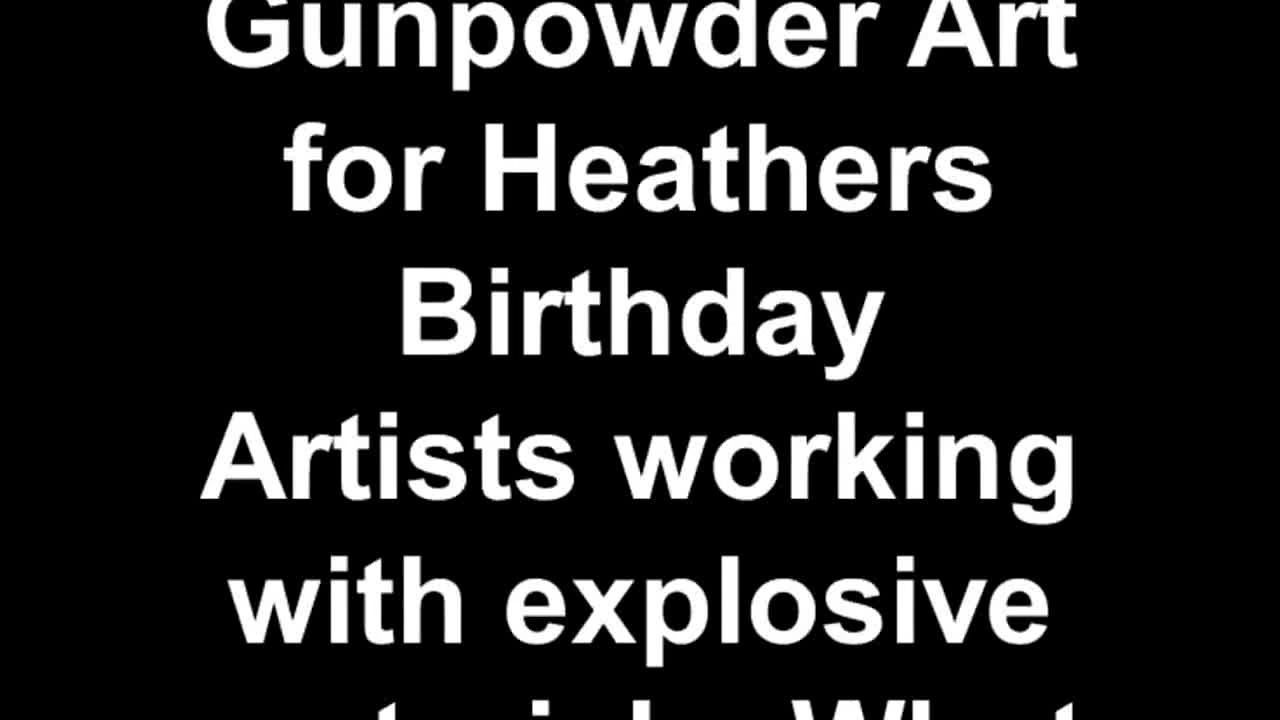 Gunpowder Art
for Heathers
Birthday
Artists working
with explosive